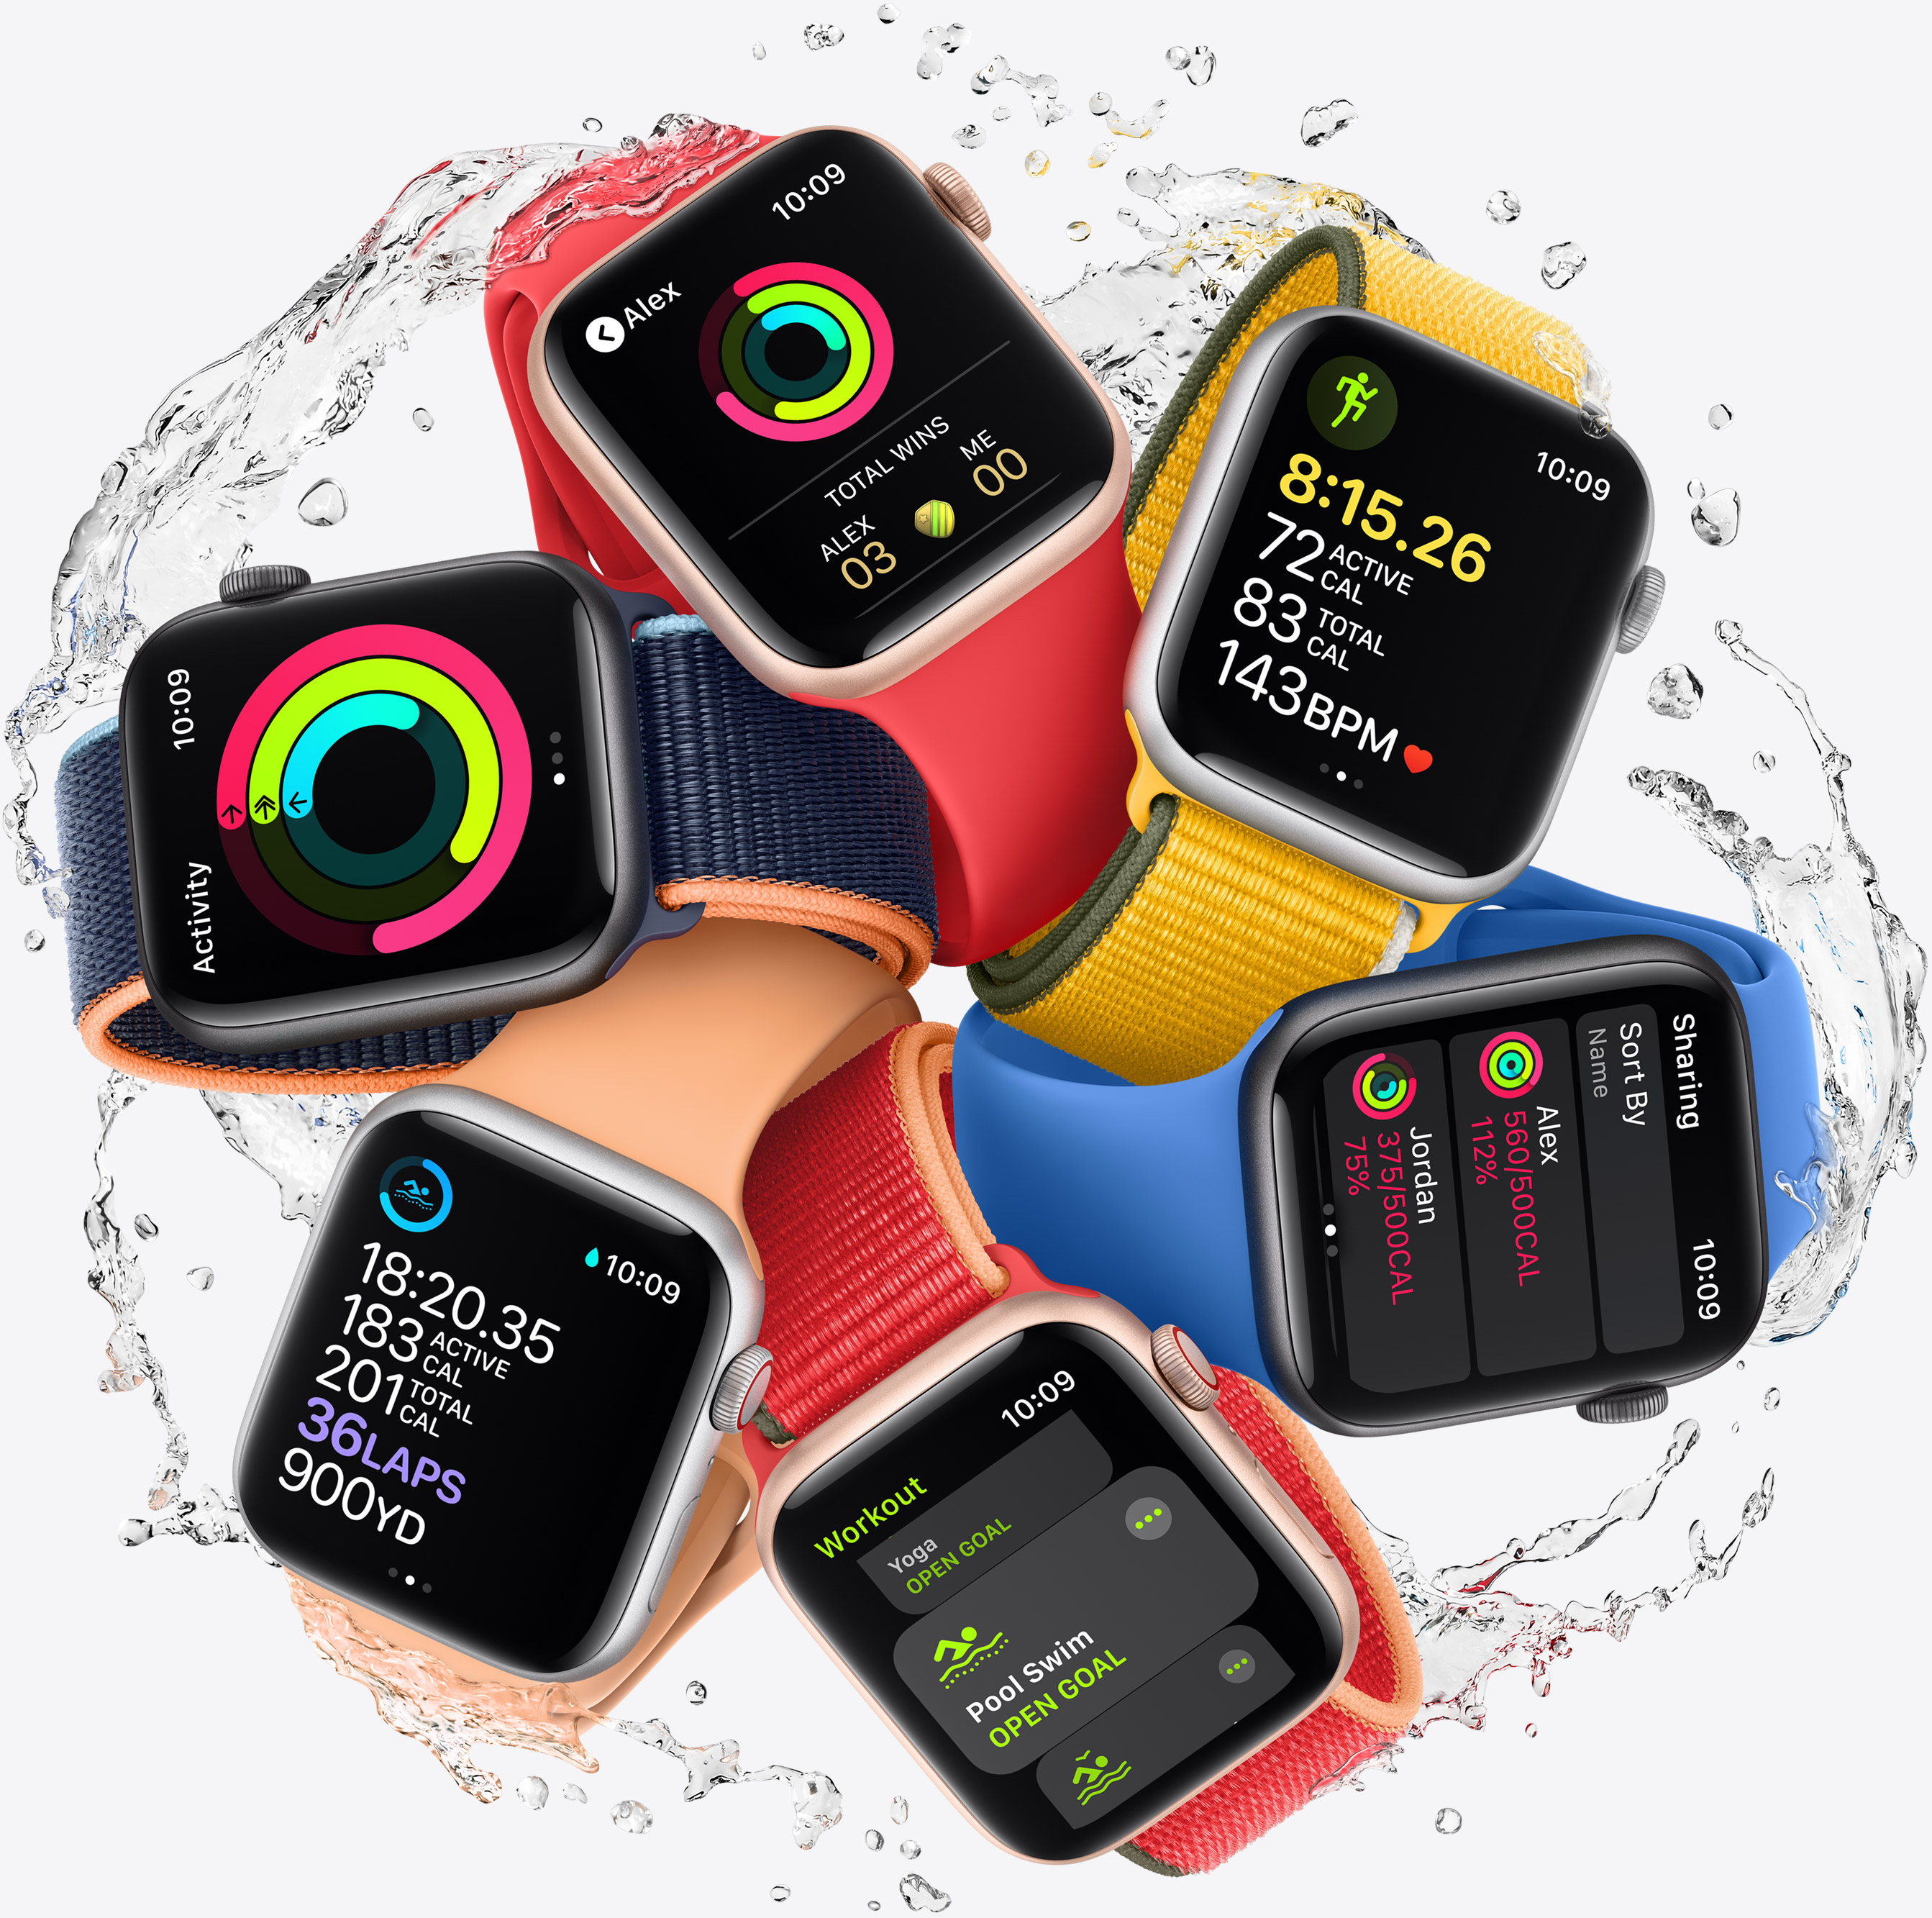 10:09
Alex
TOTAL WINS
ALEX
03
ME
00
10:09
8:15.26
72 ACTIVE
CAL
83 TOTAL
CAL
143BPM
10:09
Activity
Sharing
10:09
Sort By
Name
Alex
560/500CAL
112%
Jordan
375/500CAL
75%
10:09
18:20.35
183 ACTIVE
CAL
201 TOTAL
CAL
36LAPS
900YD
10:09
Workout
Yoga
OPEN GOAL
Pool Swim
OPEN GOAL